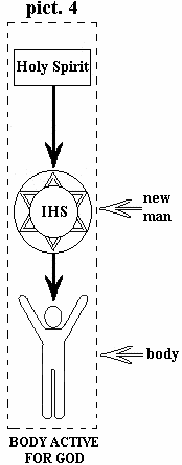 pict. 4
Holy Spirit
IHS
new
man
body
BODY ACTIVE
FOR GOD